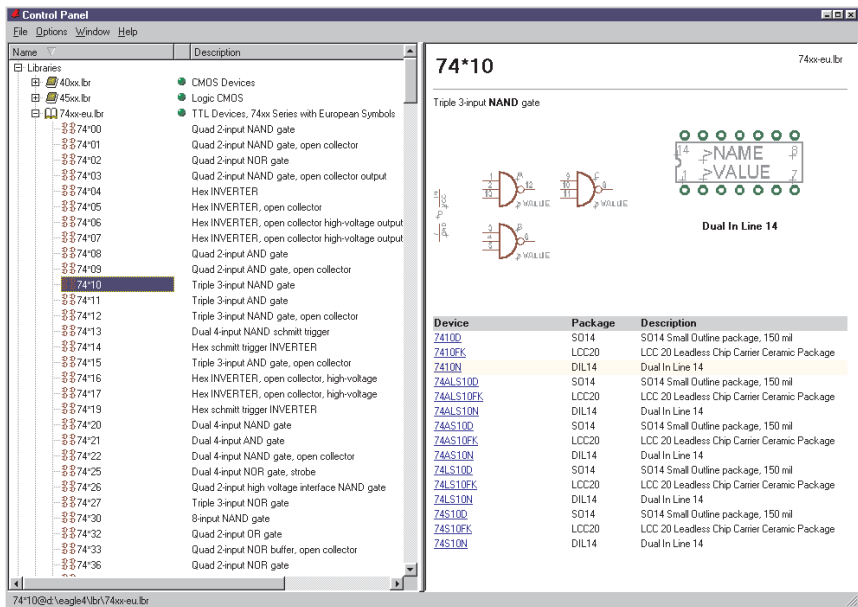 Control Panel
File Options Window Help
Name Description
Libraries
40xx.lbr CMOS Devices
45xx.lbr Logic CMOS
74xx-eu.lbr TTL Devices, 74xx Series with European Symbols
74*00 Quad 2-input NAND gate
74*01 Quad 2-input NAND gate, open collector
74*02 Quad 2-input NOR gate
74*03 Quad 2-input NAND gate, open collector output
74*04 Hex INVERTER
74*05 Hex INVERTER, open collector
74*06 Hex INVERTER, open collector high-voltage output
74*07 Hex INVERTER, open collector high-voltage output
74*08 Quad 2-input AND gate
74*09 Quad 2-input AND gate, open collector
74*10 Triple 3-input NAND gate
74*11 Triple 3-input AND gate
74*12 Triple 3-input NAND gate, open collector
74*13 Dual 4-input NAND schmitt trigger
74*14 Hex schmitt trigger INVERTER
74*15 Triple 3-input AND gate, open collector
74*16 Hex INVERTER, open collector, high-voltage
74*17 Hex INVERTER, open collector, high-voltage
74*19 Hex schmitt trigger INVERTER
74*20 Dual 4-input NAND gate
74*21 Dual 4-input AND gate
74*22 Dual 4-input NAND gate, open collector
74*25 Dual 4-input NOR gate, strobe
74*26 Quad 2-input high voltage interface NAND gate
74*27 Triple 3-input NOR gate
74*30 8-input NAND gate
74*32 Quad 2-input OR gate
74*33 Quad 2-input NOR buffer, open collector
74*36 Quad 2-input NOR gate
74*10@d:\eagle4\lbr\74xx-eu.lbr
74*10 74xx-eu.lbr
Triple 3-input NAND gate
1 2 13 A 12 >VALUE
9 10 11 C 8 >VALUE
3 4 5 B 6 >VALUE
14 >NAME 8
1 >VALUE 7
Dual In Line 14
Device Package Description
7410D SO14 SO14 Small Outline package, 150 mil
7410FK LCC20 LCC 20 Leadless Chip Carrier Ceramic Package
7410N DIL14 Dual In Line 14
74ALS10D SO14 SO14 Small Outline package, 150 mil
74ALS10FK LCC20 LCC 20 Leadless Chip Carrier Ceramic Package
74ALS10N DIL14 Dual In Line 14
74AS10D SO14 SO14 Small Outline package, 150 mil
74AS10FK LCC20 LCC 20 Leadless Chip Carrier Ceramic Package
74AS10N DIL14 Dual In Line 14
74LS10D SO14 SO14 Small Outline package, 150 mil
74LS10FK LCC20 LCC 20 Leadless Chip Carrier Ceramic Package
74LS10N DIL14 Dual In Line 14
74S10D SO14 SO14 Small Outline package, 150 mil
74S10FK LCC20 LCC 20 Leadless Chip Carrier Ceramic Package
74S10N DIL14 Dual In Line 14